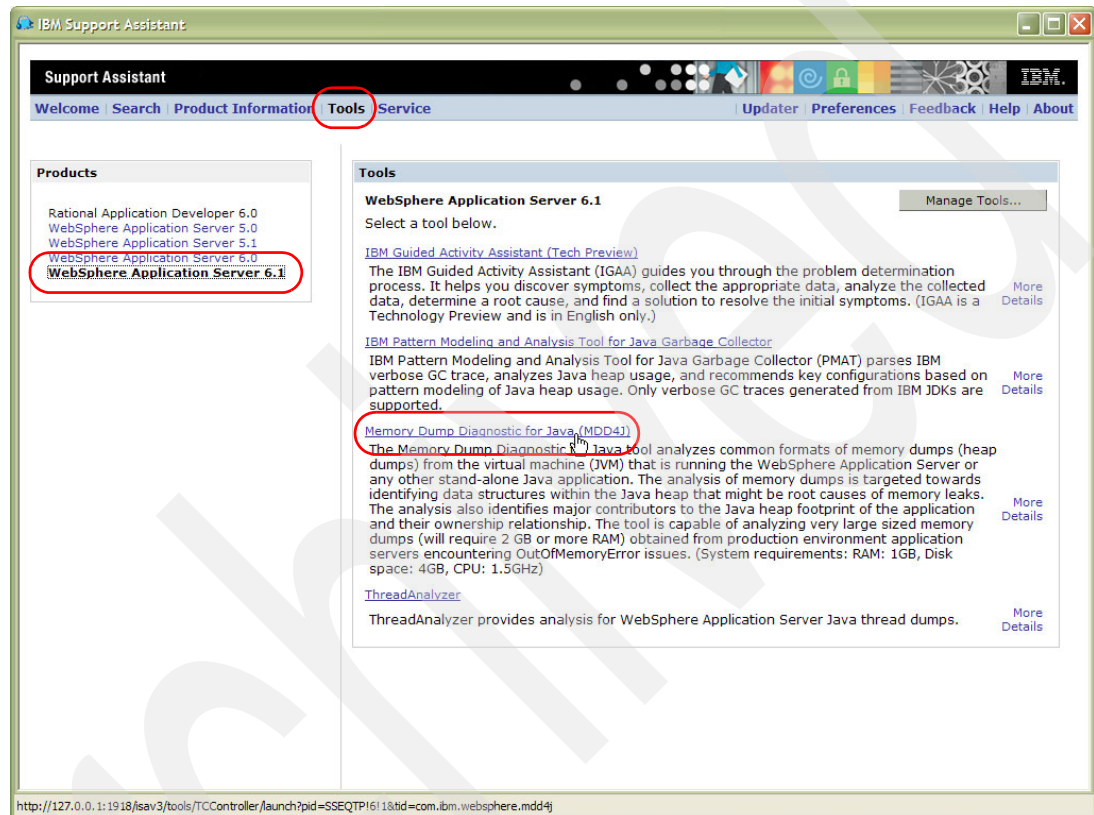 IBM Support Assistant
Support Assistant
IBM.
Welcome | Search | Product Information | Tools | Service | Updater | Preferences | Feedback | Help | About
Products
Rational Application Developer 6.0
WebSphere Application Server 5.0
WebSphere Application Server 5.1
WebSphere Application Server 6.0
WebSphere Application Server 6.1
Tools
WebSphere Application Server 6.1
Manage Tools...
Select a tool below.
IBM Guided Activity Assistant (Tech Preview)
The IBM Guided Activity Assistant (IGAA) guides you through the problem determination
process. It helps you discover symptoms, collect the appropriate data, analyze the collected
data, determine a root cause, and find a solution to resolve the initial symptoms. (IGAA is a
Technology Preview and is in English only.)
More
Details
IBM Pattern Modeling and Analysis Tool for Java Garbage Collector
IBM Pattern Modeling and Analysis Tool for Java Garbage Collector (PMAT) parses IBM
verbose GC trace, analyzes Java heap usage, and recommends key configurations based on
pattern modeling of Java heap usage. Only verbose GC traces generated from IBM JDKs are
supported.
More
Details
Memory Dump Diagnostic for Java (MDD4J)
The Memory Dump Diagnostic Java tool analyzes common formats of memory dumps (heap
dumps) from the virtual machine (JVM) that is running the WebSphere Application Server or
any other stand-alone Java application. The analysis of memory dumps is targeted towards
identifying data structures within the Java heap that might be root causes of memory leaks.
The analysis also identifies major contributors to the Java heap footprint of the application
and their ownership relationship. The tool is capable of analyzing very large sized memory
dumps (will require 2 GB or more RAM) obtained from production environment application
servers encountering OutOfMemoryError issues. (System requirements: RAM: 1GB, Disk
space: 4GB, CPU: 1.5GHz)
More
Details
ThreadAnalyzer
ThreadAnalyzer provides analysis for WebSphere Application Server Java thread dumps.
More
Details
http://127.0.0.1:1918/isav3/tools/TCController/launch?pid=SSEQTP!6!1&tid=com.ibm.websphere.mdd4j